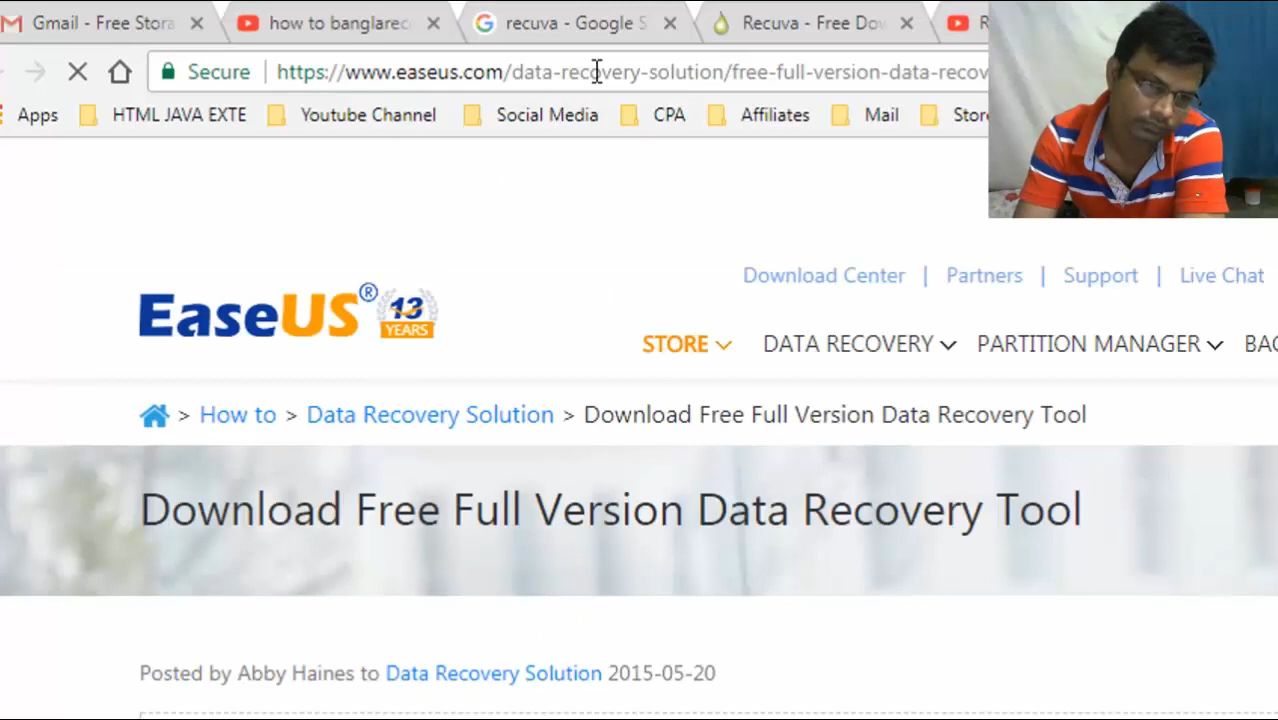 Gmail - Free Stora
how to banglarec
recuva - Google S
Recuva - Free Dow
R
Secure | https://www.easeus.com/data-recovery-solution/free-full-version-data-recov
Apps HTML JAVA EXTE Youtube Channel Social Media CPA Affiliates Mail Stor
Download Center | Partners | Support | Live Chat
EaseUS® 13 YEARS
STORE DATA RECOVERY PARTITION MANAGER BAC
> How to > Data Recovery Solution > Download Free Full Version Data Recovery Tool
Download Free Full Version Data Recovery Tool
Posted by Abby Haines to Data Recovery Solution 2015-05-20